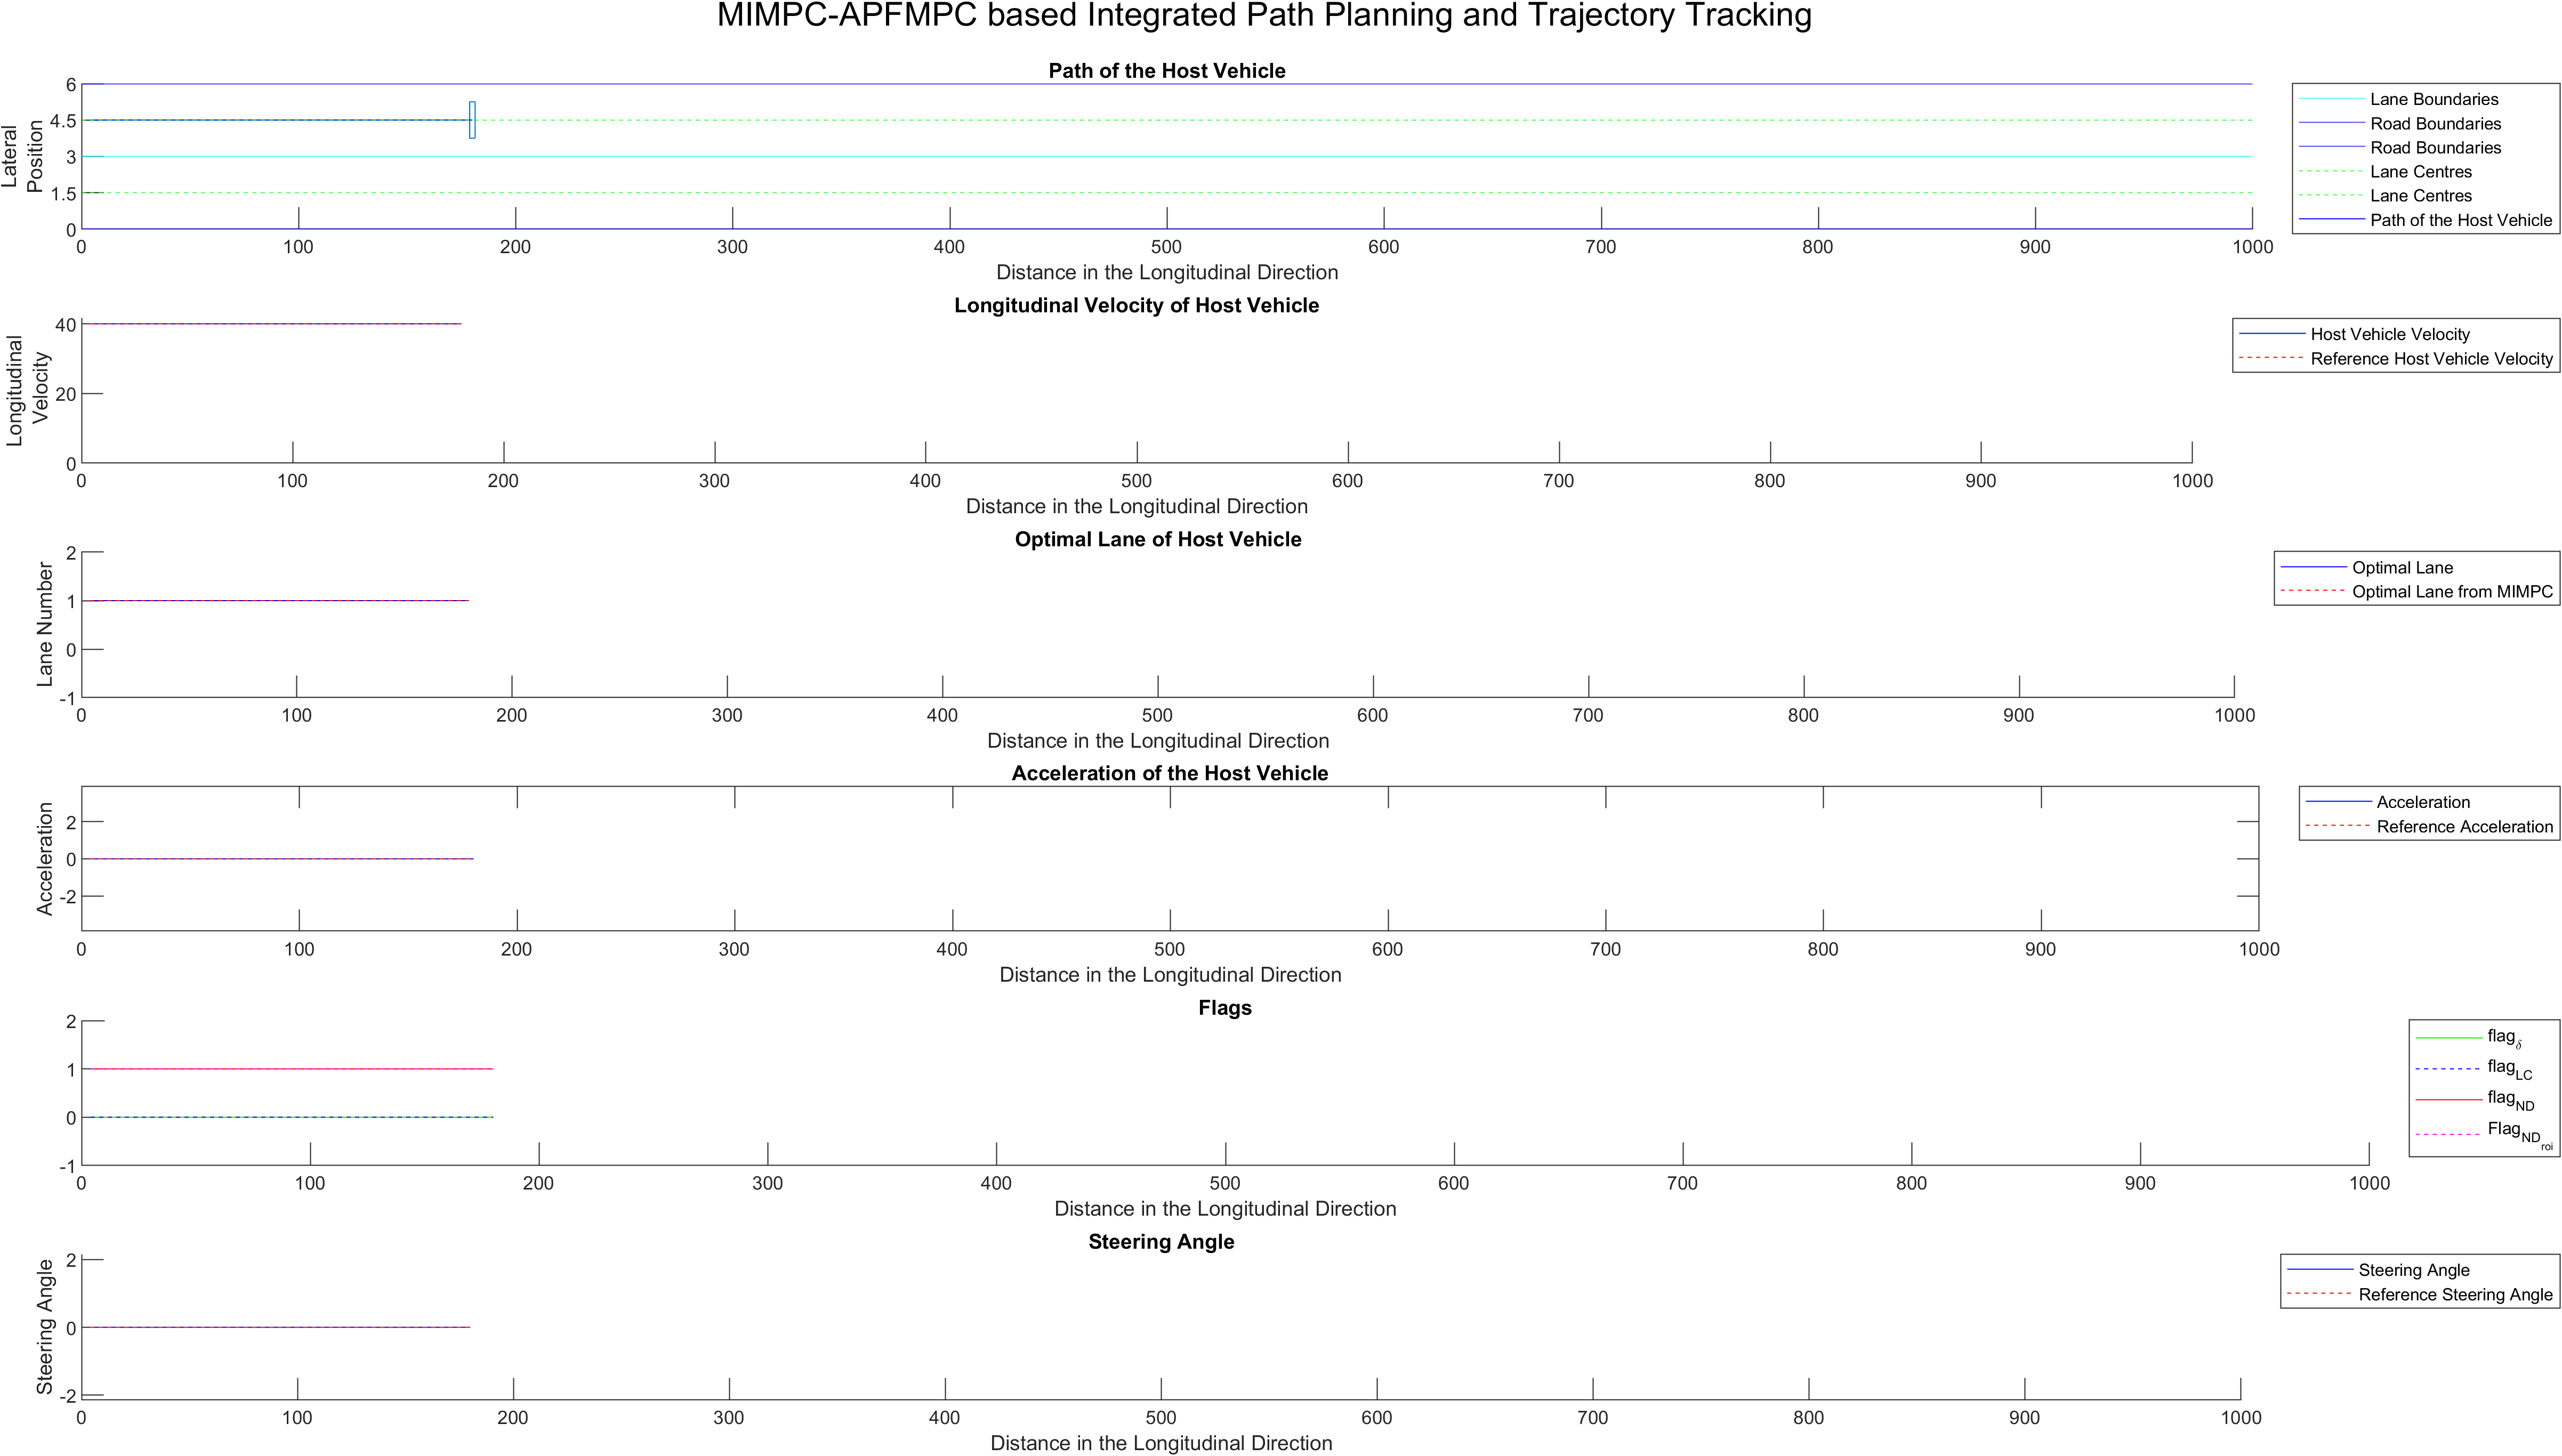 MIMPC-APFMPC based Integrated Path Planning and Trajectory Tracking
Path of the Host Vehicle
Lateral
Position
6
4.5
3
1.5
0
0 100 200 300 400 500 600 700 800 900 1000
Distance in the Longitudinal Direction
Lane Boundaries
Road Boundaries
Road Boundaries
Lane Centres
Lane Centres
Path of the Host Vehicle
Longitudinal Velocity of Host Vehicle
Longitudinal
Velocity
40
20
0
0 100 200 300 400 500 600 700 800 900 1000
Distance in the Longitudinal Direction
Host Vehicle Velocity
Reference Host Vehicle Velocity
Optimal Lane of Host Vehicle
Lane Number
2
1
0
-1
0 100 200 300 400 500 600 700 800 900 1000
Distance in the Longitudinal Direction
Optimal Lane
Optimal Lane from MIMPC
Acceleration of the Host Vehicle
Acceleration
2
0
-2
0 100 200 300 400 500 600 700 800 900 1000
Distance in the Longitudinal Direction
Acceleration
Reference Acceleration
Flags
2
1
0
-1
0 100 200 300 400 500 600 700 800 900 1000
Distance in the Longitudinal Direction
flag δ
flag LC
flag ND
Flag ND roi
Steering Angle
Steering Angle
2
0
-2
0 100 200 300 400 500 600 700 800 900 1000
Distance in the Longitudinal Direction
Steering Angle
Reference Steering Angle